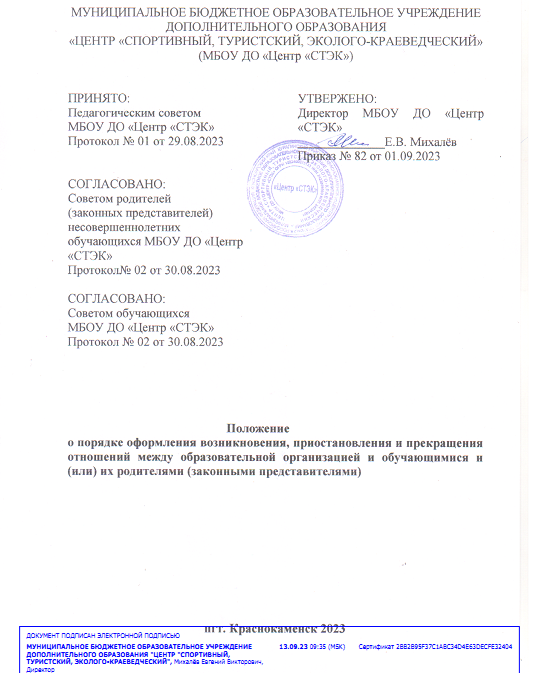 МУНИЦИПАЛЬНОЕ БЮДЖЕТНОЕ ОБРАЗОВАТЕЛЬНОЕ УЧРЕЖДЕНИЕ
ДОПОЛНИТЕЛЬНОГО ОБРАЗОВАНИЯ
«ЦЕНТР «СПОРТИВНЫЙ, ТУРИСТСКИЙ, ЭКОЛОГО-КРАЕВЕДЧЕСКИЙ»
(МБОУ ДО «Центр «СТЭК»)
ПРИНЯТО:
Педагогическим советом
МБОУ ДО «Центр «СТЭК»
Протокол № 01 от 29.08.2023
УТВЕРЖЕНО:
Директор МБОУ ДО «Центр
«СТЭК»
Е.В. Михалёв
Приказ № 82 от 01.09.2023
«Центр «СТЭК»
СОГЛАСОВАНО:
Советом родителей
(законных представителей)
несовершеннолетних
обучающихся МБОУ ДО «Центр
«СТЭК»
Протокол№ 02 от 30.08.2023
СОГЛАСОВАНО:
Советом обучающихся
МБОУ ДО «Центр «СТЭК»
Протокол № 02 от 30.08.2023
Положение
о порядке оформления возникновения, приостановления и прекращения
отношений между образовательной организацией и обучающимися и
(или) их родителями (законными представителями)
пгт. Краснокаменск 2023
ДОКУМЕНТ ПОДПИСАН ЭЛЕКТРОННОЙ ПОДПИСЬЮ
МУНИЦИПАЛЬНОЕ БЮДЖЕТНОЕ ОБРАЗОВАТЕЛЬНОЕ УЧРЕЖДЕНИЕ
ДОПОЛНИТЕЛЬНОГО ОБРАЗОВАНИЯ "ЦЕНТР "СПОРТИВНЫЙ,
ТУРИСТСКИЙ, ЭКОЛОГО-КРАЕВЕДЧЕСКИЙ", Михалёв Евгений Викторович,
Директор
13.09.23 09:35 (MSK) Сертификат 2BB2B95F37C1ABC34D4E63DECFE32404